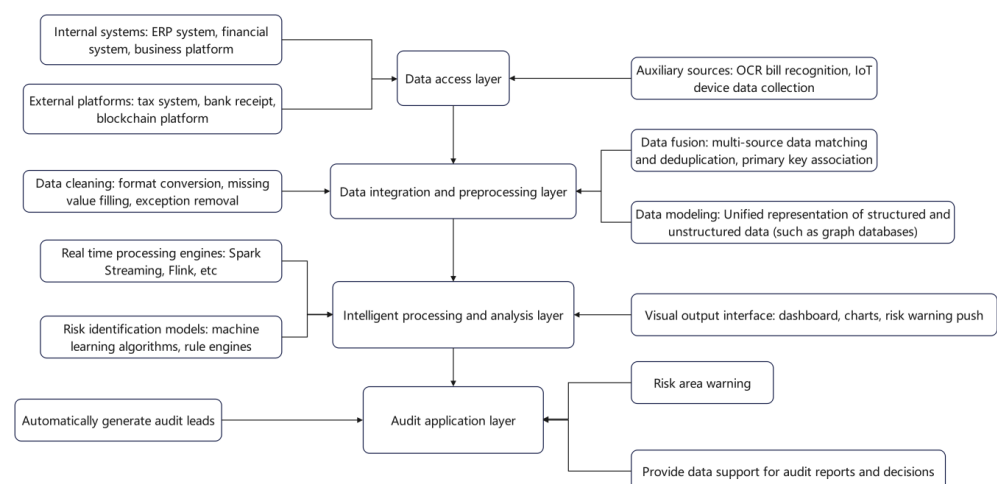 Internal systems: ERP system, financial
system, business platform
Data access layer
Auxiliary sources: OCR bill recognition, IoT
device data collection
External platforms: tax system, bank receipt,
blockchain platform
Data fusion: multi-source data matching
and deduplication, primary key association
Data cleaning: format conversion, missing
value filling, exception removal
Data integration and preprocessing layer
Data modeling: Unified representation of structured and
unstructured data (such as graph databases)
Real time processing engines: Spark
Streaming, Flink, etc
Intelligent processing and analysis layer
Visual output interface: dashboard, charts, risk warning push
Risk identification models: machine
learning algorithms, rule engines
Risk area warning
Automatically generate audit leads
Audit application layer
Provide data support for audit reports and decisions